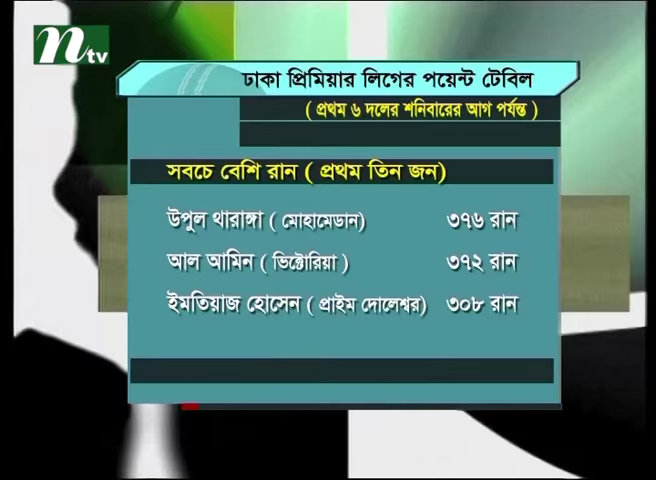 ntv
ঢাকা প্রিমিয়ার লিগের পয়েন্ট টেবিল
( প্রথম ৬ দলের শনিবারের আগ পর্যন্ত )
সবচে বেশি রান ( প্রথম তিন জন)
উপুল থারাঙ্গা ( মোহামেডান) ৩৭৬ রান
আল আমিন ( ভিক্টোরিয়া ) ৩৭২ রান
ইমতিয়াজ হোসেন ( প্রাইম দোলেশ্বর) ৩০৮ রান